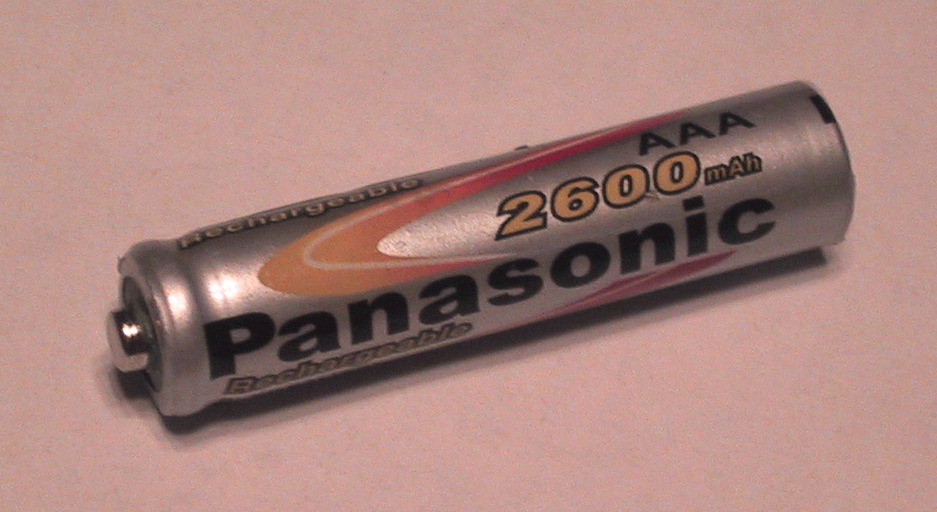 AAA
2600mAh
Rechargeable
Panasonic
Rechargeable